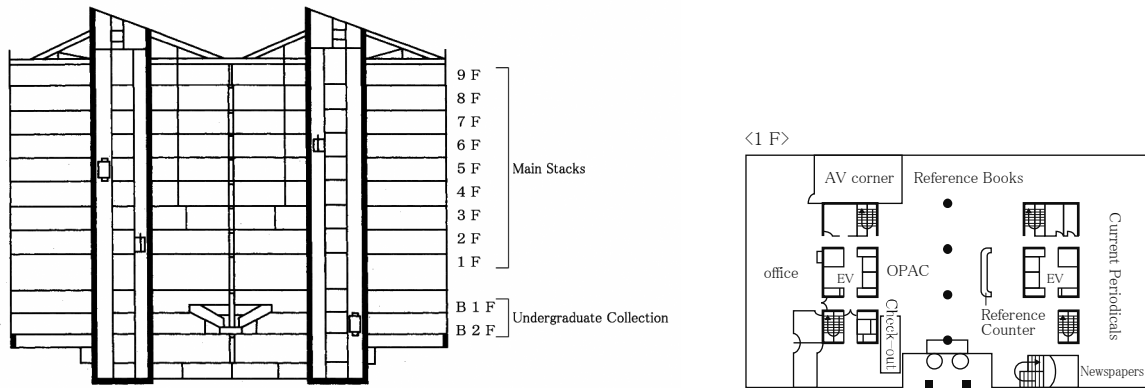 9 F
8 F
7 F
6 F
5 F
4 F
3 F
2 F
1 F
Main Stacks
B 1 F
B 2 F
Undergraduate Collection
<1 F>
AV corner
Reference Books
Current Periodicals
office
EV
OPAC
EV
Reference
Counter
Check-out
Newspapers